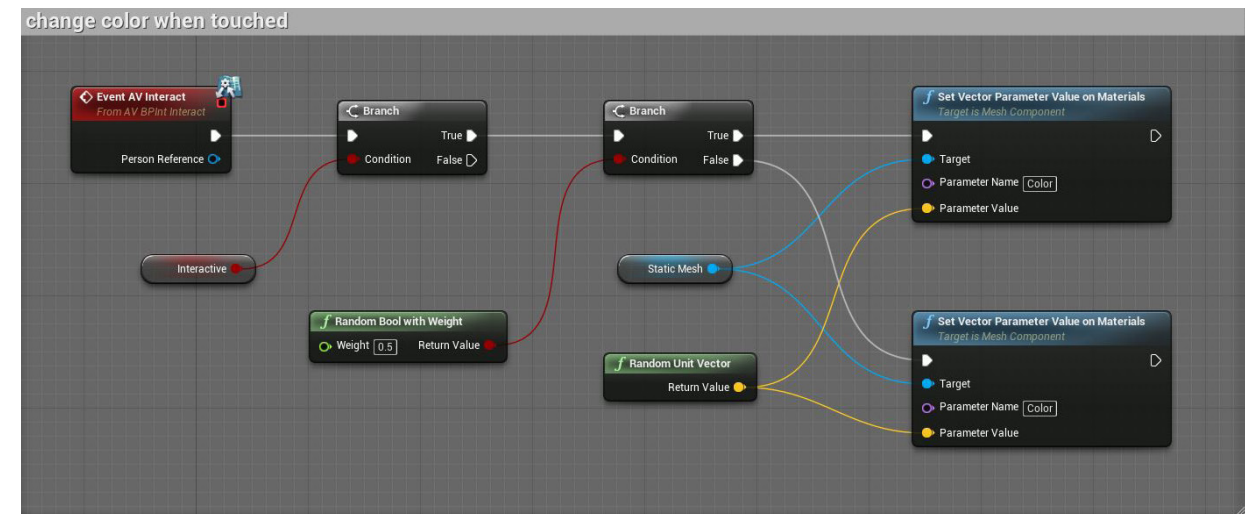 change color when touched
Event AV Interact
From AV BPInt Interact
Person Reference
Branch
True
Condition
False
Branch
True
Condition
False
Set Vector Parameter Value on Materials
Target is Mesh Component
Target
Parameter Name Color
Parameter Value
Interactive
Static Mesh
Random Bool with Weight
Weight 0.5 Return Value
Random Unit Vector
Return Value
Set Vector Parameter Value on Materials
Target is Mesh Component
Target
Parameter Name Color
Parameter Value